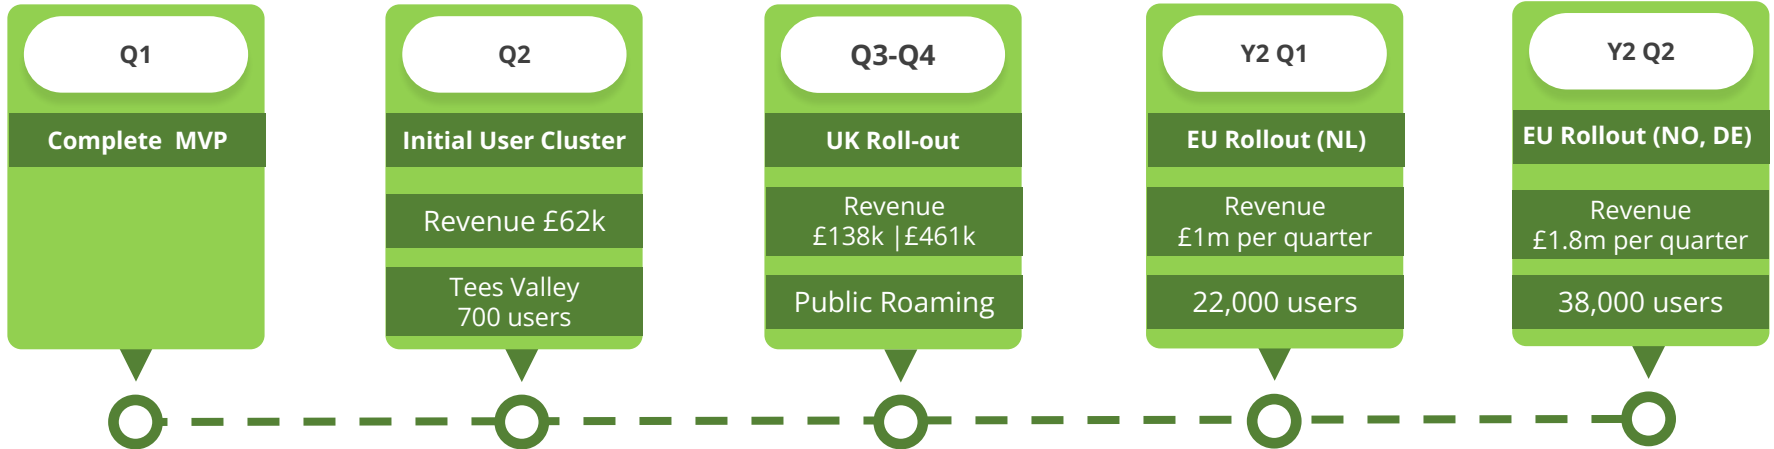 Q1
Complete  MVP
Q2
Initial User Cluster
Revenue £62k
Tees Valley
700 users
Q3-Q4
UK Roll-out
Revenue
£138k |£461k
Public Roaming
Y2 Q1
EU Rollout (NL)
Revenue
£1m per quarter
22,000 users
Y2 Q2
EU Rollout (NO, DE)
Revenue
£1.8m per quarter
38,000 users